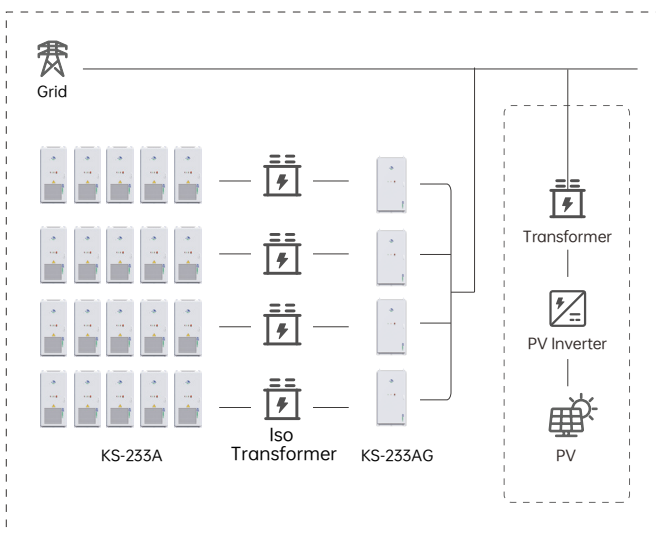 Grid
Transformer
PV Inverter
Iso
Transformer
KS-233A
KS-233AG
PV